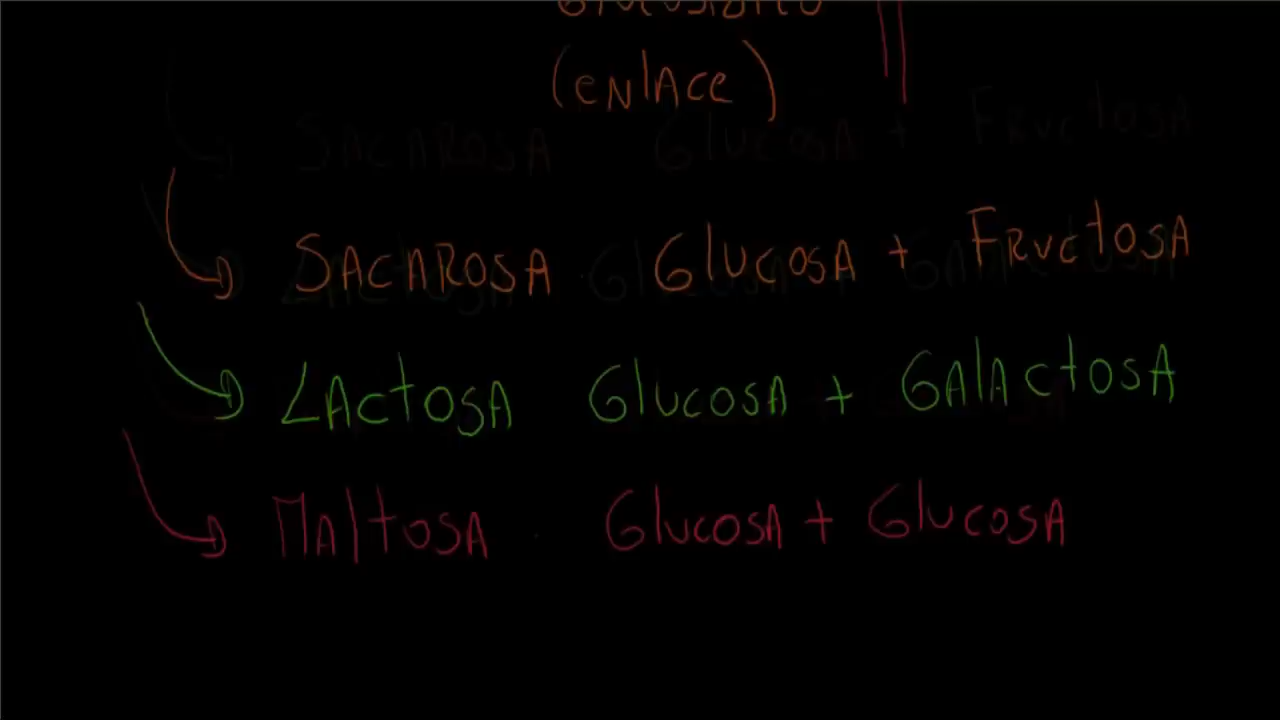 (enlace)
Sacarosa Glucosa + Fructosa
Lactosa Glucosa + Galactosa
Maltosa Glucosa + Glucosa